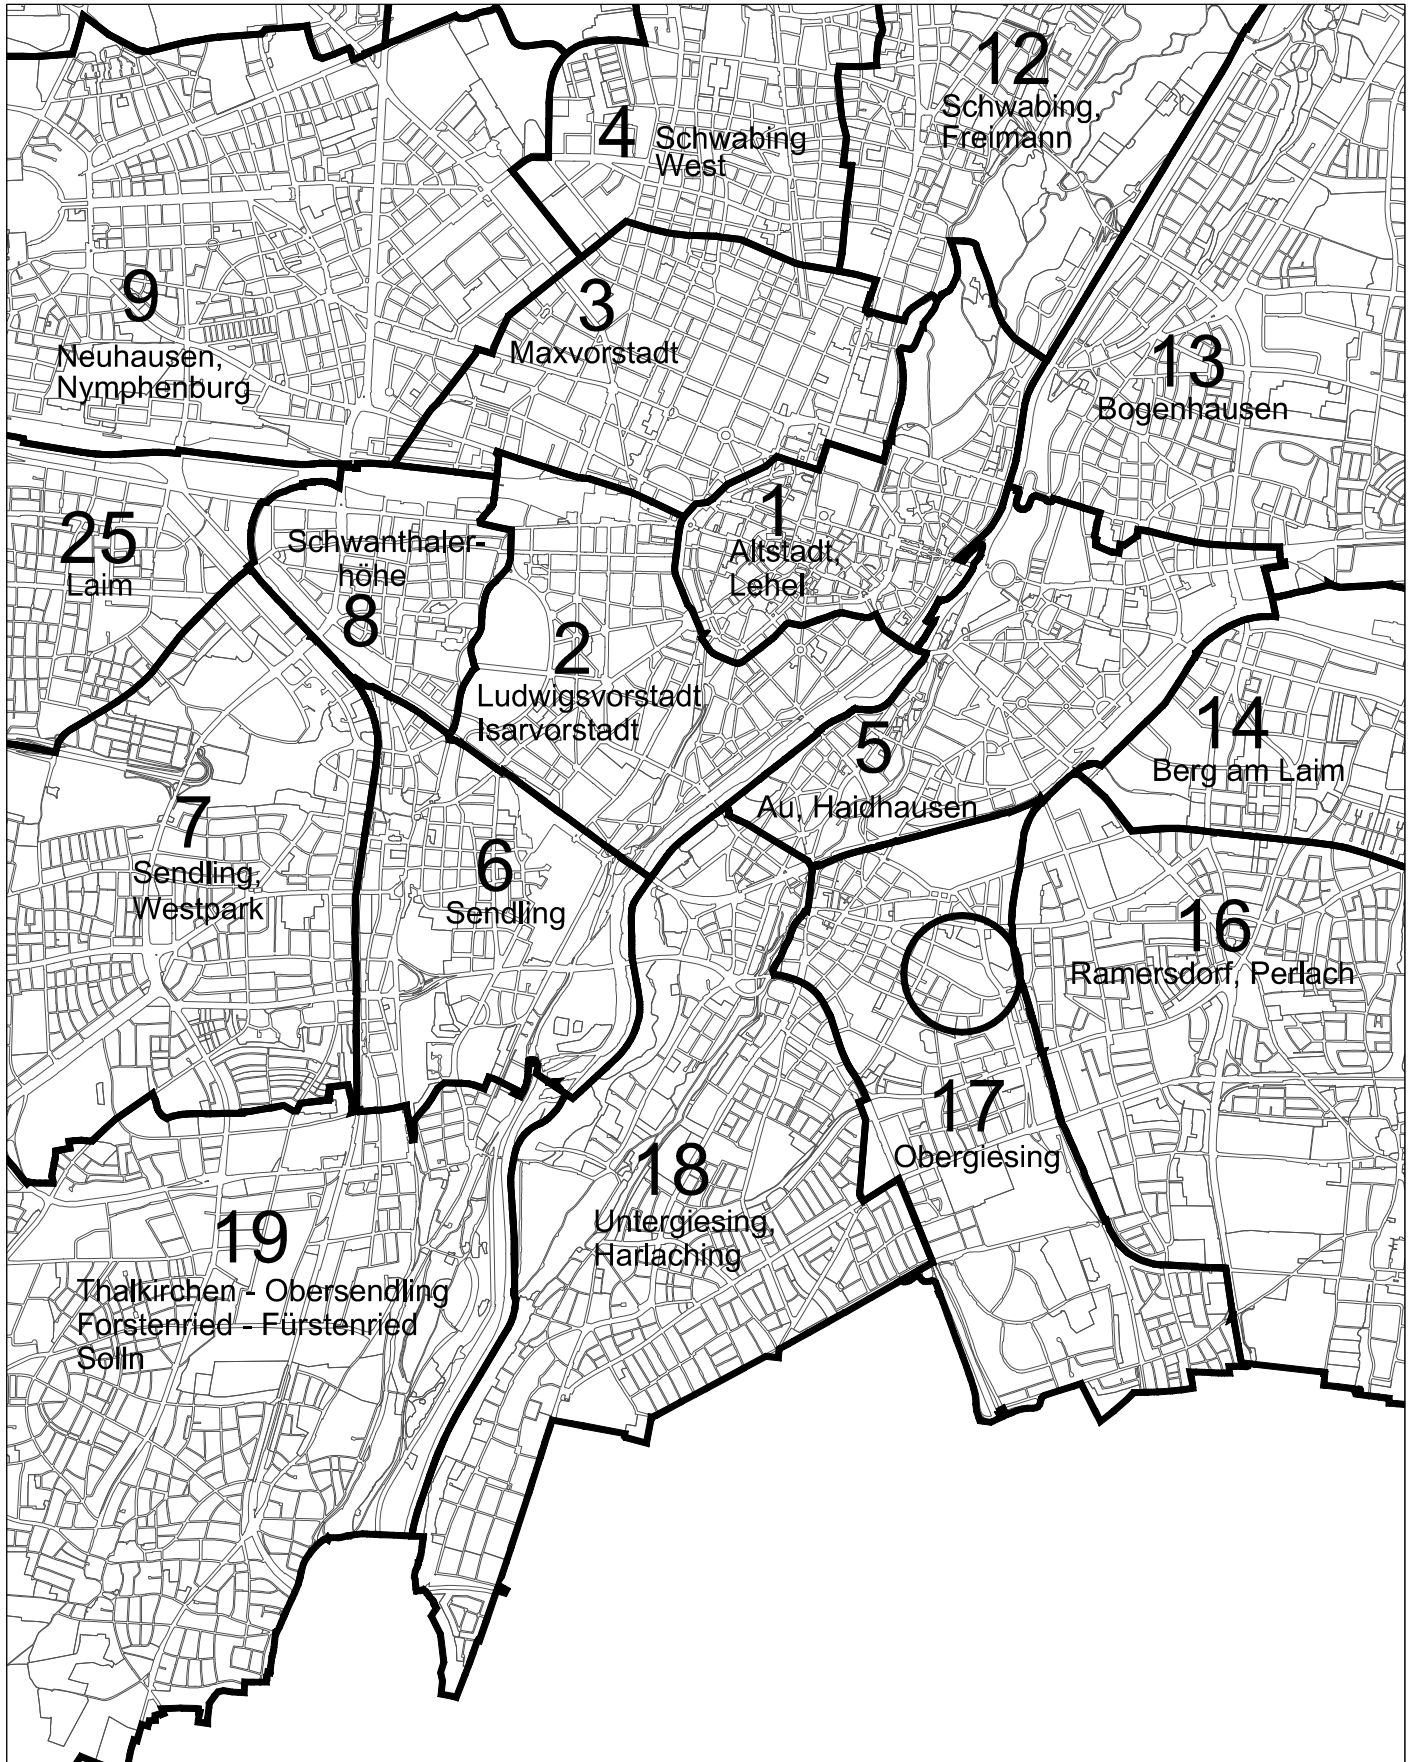 12
Schwabing,
Freimann
4
Schwabing
West
9
Neuhausen,
Nymphenburg
3
Maxvorstadt
13
Bogenhausen
25
Laim
Schwanthaler-
höhe
8
1
Altstadt,
Lehel
2
Ludwigsvorstadt
Isarvorstadt
5
Au, Haidhausen
14
Berg am Laim
7
Sendling,
Westpark
6
Sendling
16
Ramersdorf, Perlach
17
Obergiesing
18
Untergiesing,
Harlaching
19
Thalkirchen - Obersendling
Forstenried - Fürstenried
Solln